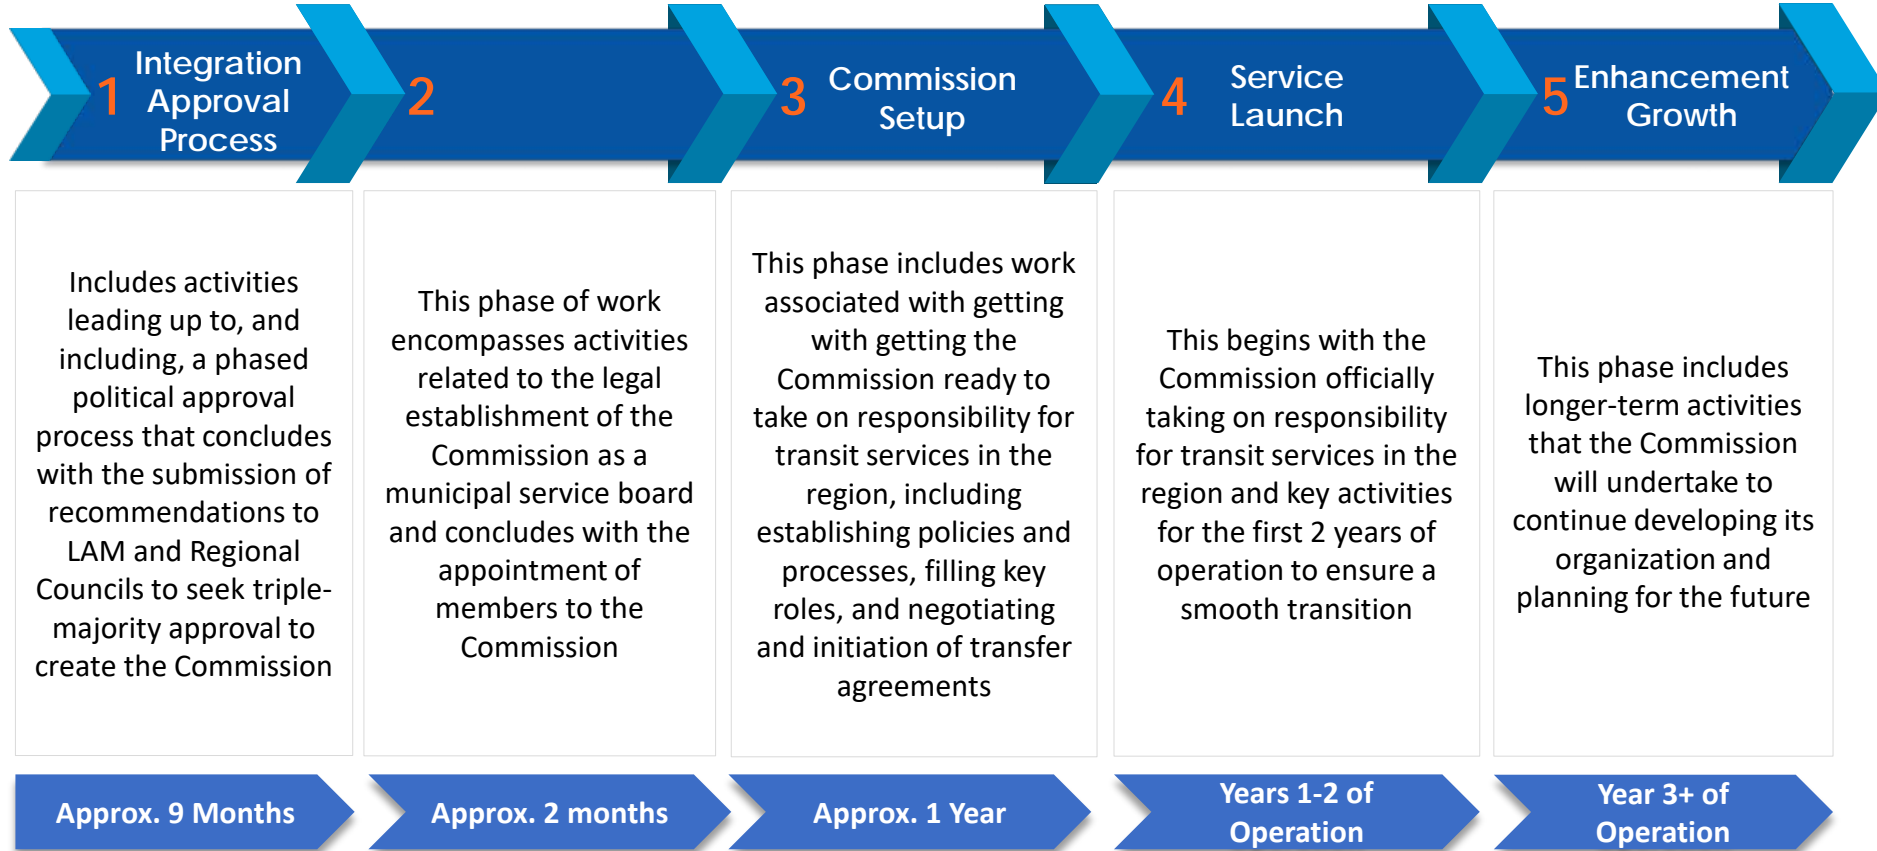 1
Integration
Approval
Process
2
3
Commission
Setup
4
Service
Launch
5
Enhancement
Growth
Includes activities
leading up to, and
including, a phased
political approval
process that concludes
with the submission of
recommendations to
LAM and Regional
Councils to seek triple-
majority approval to
create the Commission
This phase of work
encompasses activities
related to the legal
establishment of the
Commission as a
municipal service board
and concludes with the
appointment of
members to the
Commission
This phase includes work
associated with getting
with getting the
Commission ready to
take on responsibility for
transit services in the
region, including
establishing policies and
processes, filling key
roles, and negotiating
and initiation of transfer
agreements
This begins with the
Commission officially
taking on responsibility
for transit services in the
region and key activities
for the first 2 years of
operation to ensure a
smooth transition
This phase includes
longer-term activities
that the Commission
will undertake to
continue developing its
organization and
planning for the future
Approx. 9 Months
Approx. 2 months
Approx. 1 Year
Years 1-2 of
Operation
Year 3+ of
Operation